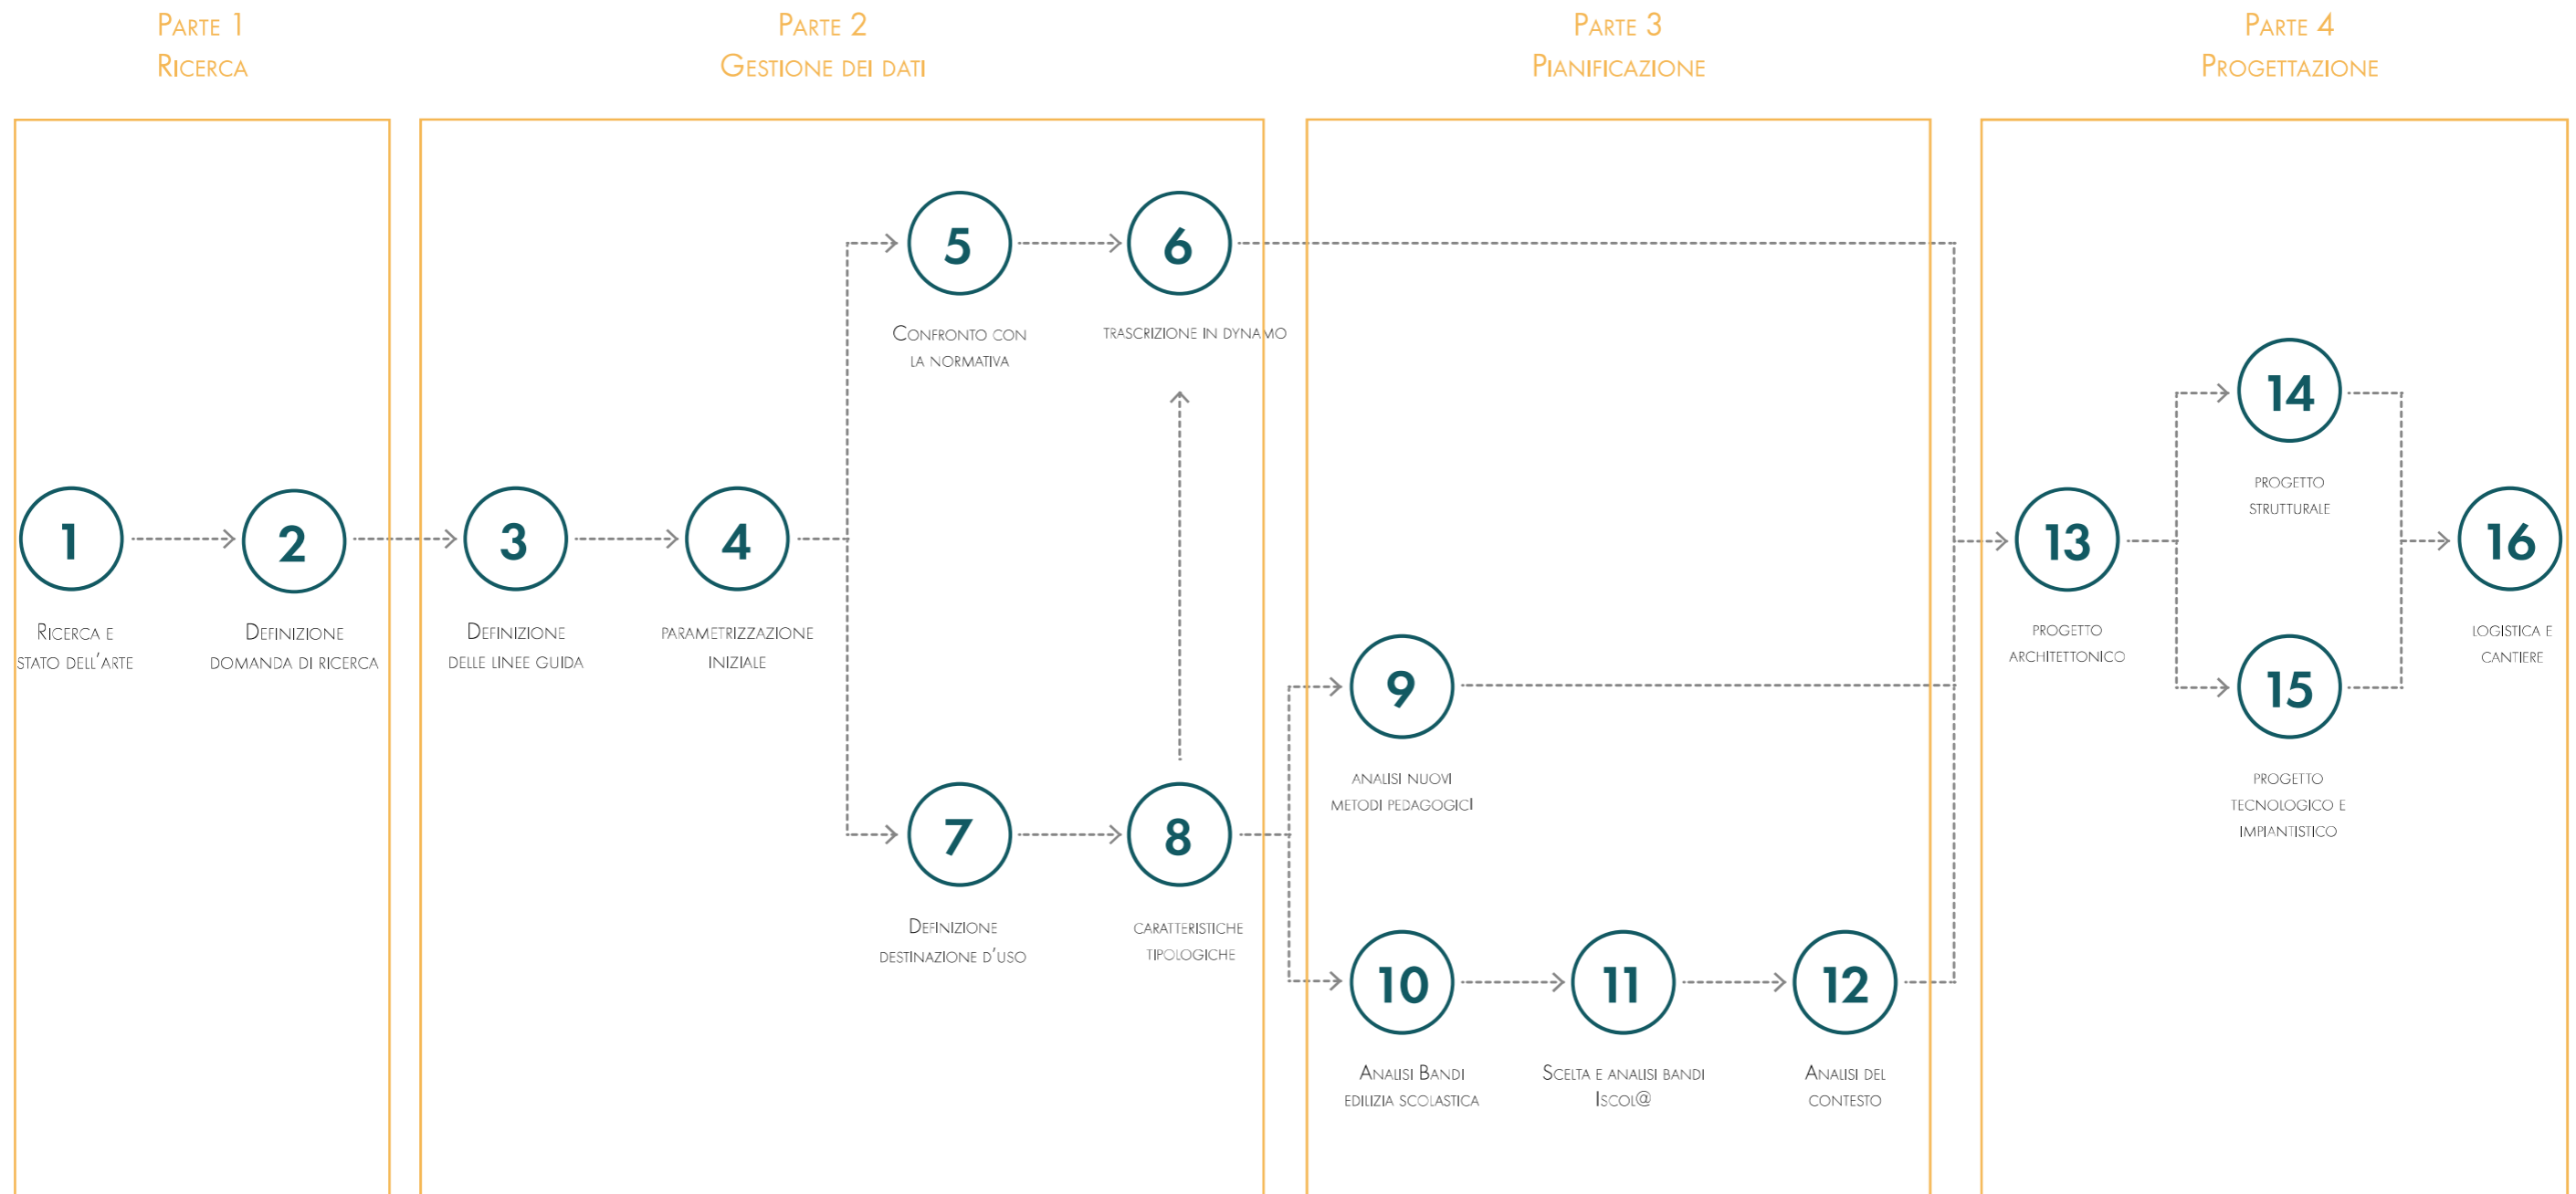 Parte 1
Ricerca
Parte 2
Gestione dei dati
Parte 3
Pianificazione
Parte 4
Progettazione
1
Ricerca e
stato dell'arte
2
Definizione
domanda di ricerca
3
Definizione
delle linee guida
4
parametrizzazione
iniziale
5
Confronto con
la normativa
6
trascrizione in dynamo
7
Definizione
destinazione d'uso
8
caratteristiche
tipologiche
9
analisi nuovi
metodi pedagogici
10
Analisi Bandi
edilizia scolastica
11
Scelta e analisi bandi
Iscol@
12
Analisi del
contesto
13
progetto
architettonico
14
progetto
strutturale
15
progetto
tecnologico e
impiantistico
16
logistica e
cantiere